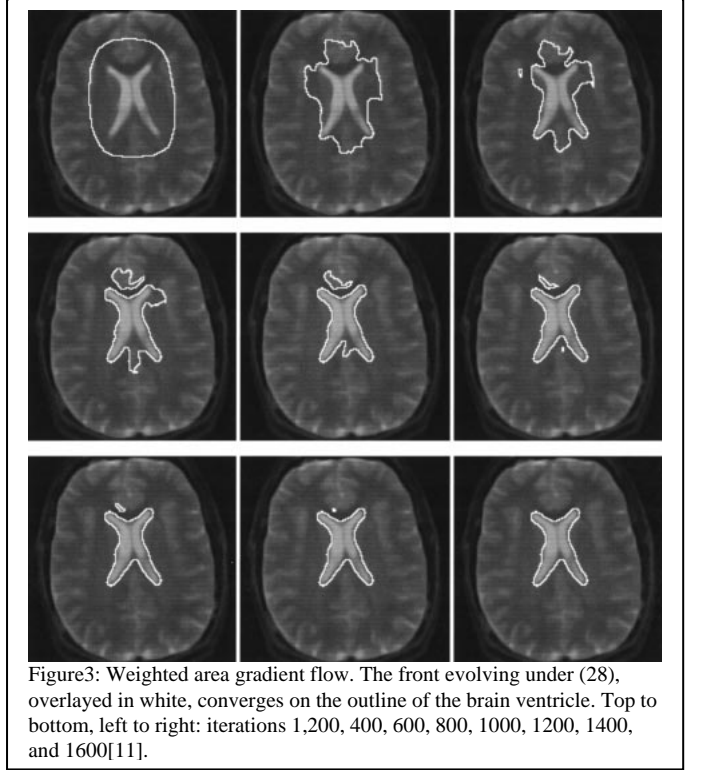 Figure3: Weighted area gradient flow. The front evolving under (28),
overlayed in white, converges on the outline of the brain ventricle. Top to
bottom, left to right: iterations 1,200, 400, 600, 800, 1000, 1200, 1400,
and 1600[11].